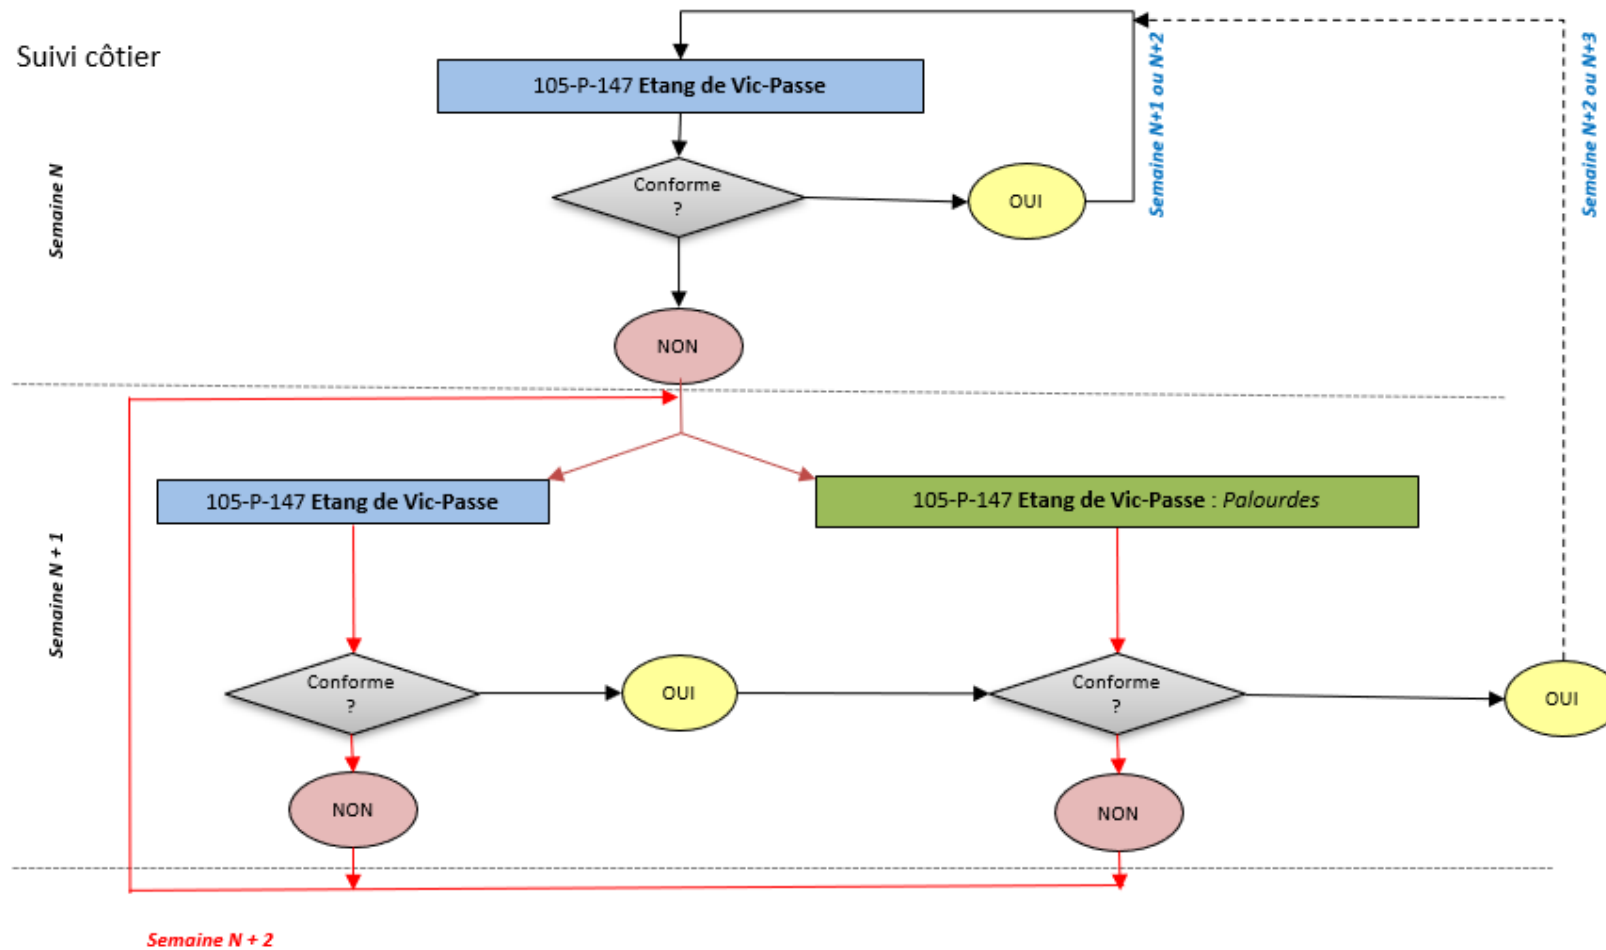 Suivi côtier
105-P-147 Etang de Vic-Passe
Semaine N+1 ou N+2
Semaine N+2 ou N+3
Semaine N
Conforme
?
OUI
NON
105-P-147 Etang de Vic-Passe
105-P-147 Etang de Vic-Passe : Palourdes
Semaine N + 1
Conforme
?
OUI
Conforme
?
OUI
NON
NON
Semaine N + 2